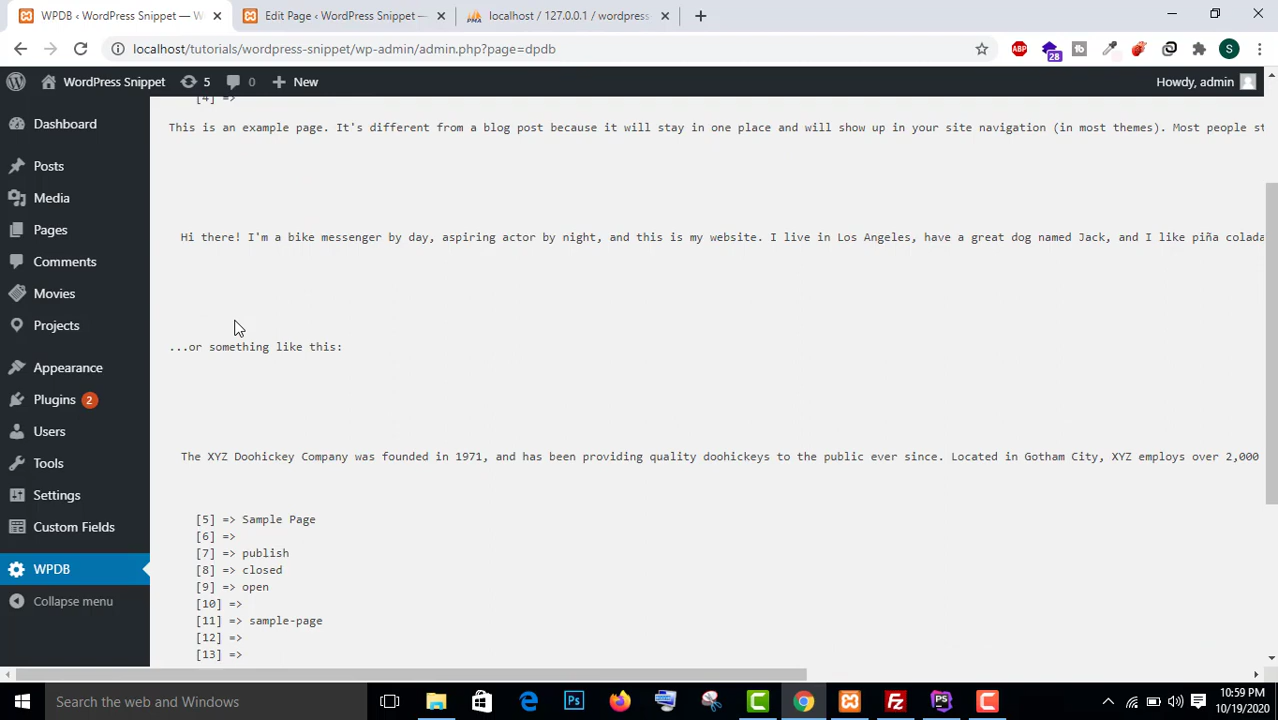 WPDB ‹ WordPress Snippet — W
Edit Page ‹ WordPress Snippet —
localhost / 127.0.0.1 / wordpress-
localhost/tutorials/wordpress-snippet/wp-admin/admin.php?page=dpdb
ABP
28
S
WordPress Snippet
5
0
New
Howdy, admin
Dashboard
Posts
Media
Pages
Comments
Movies
Projects
Appearance
Plugins 2
Users
Tools
Settings
Custom Fields
WPDB
Collapse menu
[4] =>
This is an example page. It's different from a blog post because it will stay in one place and will show up in your site navigation (in most themes). Most people st
Hi there! I'm a bike messenger by day, aspiring actor by night, and this is my website. I live in Los Angeles, have a great dog named Jack, and I like piña colada
...or something like this:
The XYZ Doohickey Company was founded in 1971, and has been providing quality doohickeys to the public ever since. Located in Gotham City, XYZ employs over 2,000
[5] => Sample Page
[6] =>
[7] => publish
[8] => closed
[9] => open
[10] =>
[11] => sample-page
[12] =>
[13] =>
Search the web and Windows
10:59 PM
10/19/2020